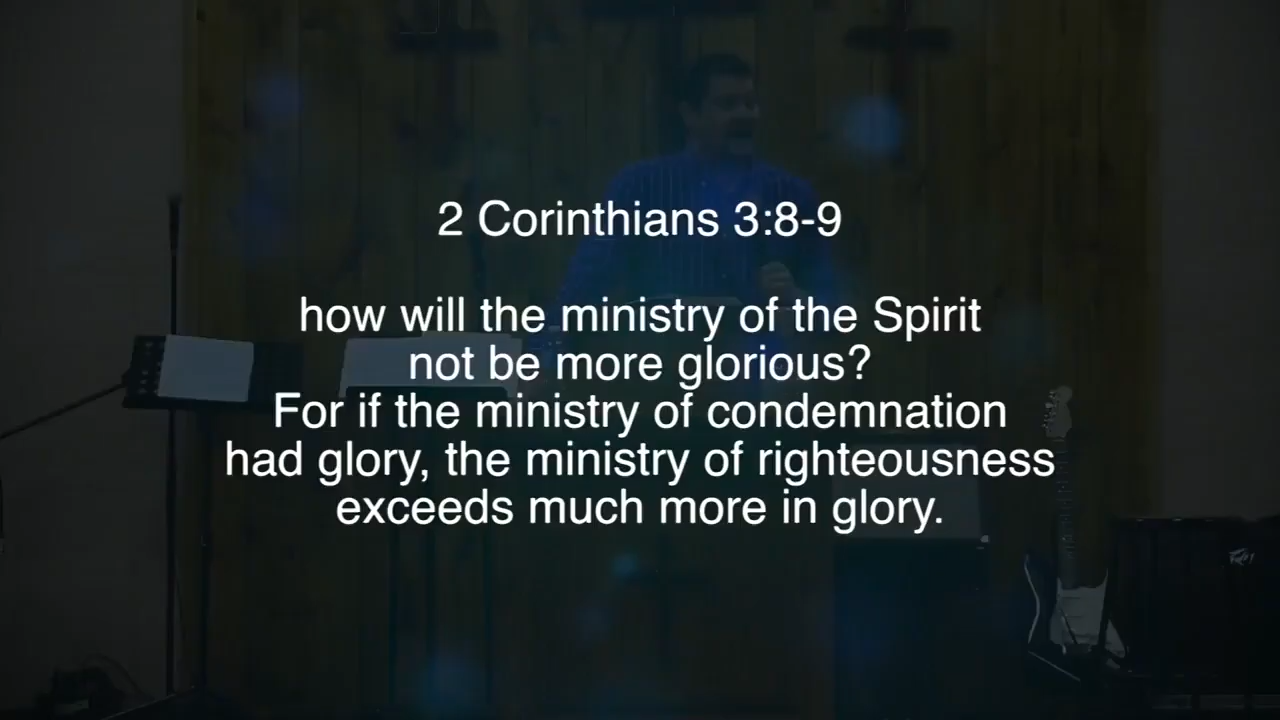 2 Corinthians 3:8-9
how will the ministry of the Spirit
not be more glorious?
For if the ministry of condemnation
had glory, the ministry of righteousness
exceeds much more in glory.